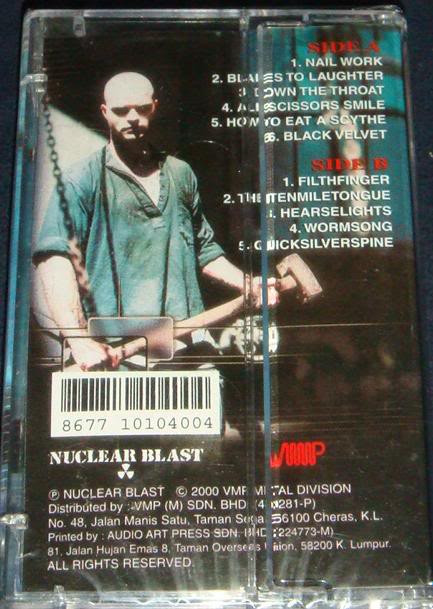 SIDE A
1. NAIL WORK
2. BLADES TO LAUGHTER
3. DOWN THE THROAT
4. ALL SCISSORS SMILE
5. HOW TO EAT A SCYTHE
6. BLACK VELVET
SIDE B
1. FILTHFINGER
2. THE TENMILETONGUE
3. HEARSELIGHTS
4. WORMSONG
5. QUICKSILVERSPINE
8677 10104004
NUCLEAR BLAST
VMP
℗ NUCLEAR BLAST © 2000 VMP METAL DIVISION
Distributed by : VMP (M) SDN. BHD.
No. 48, Jalan Manis Satu, Taman Segar, 56100 Cheras, K.L.
Printed by : AUDIO ART PRESS SDN. BHD. (224773-M)
81, Jalan Hujan Emas 8, Taman Overseas Union, 58200 K. Lumpur.
ALL RIGHTS RESERVED.